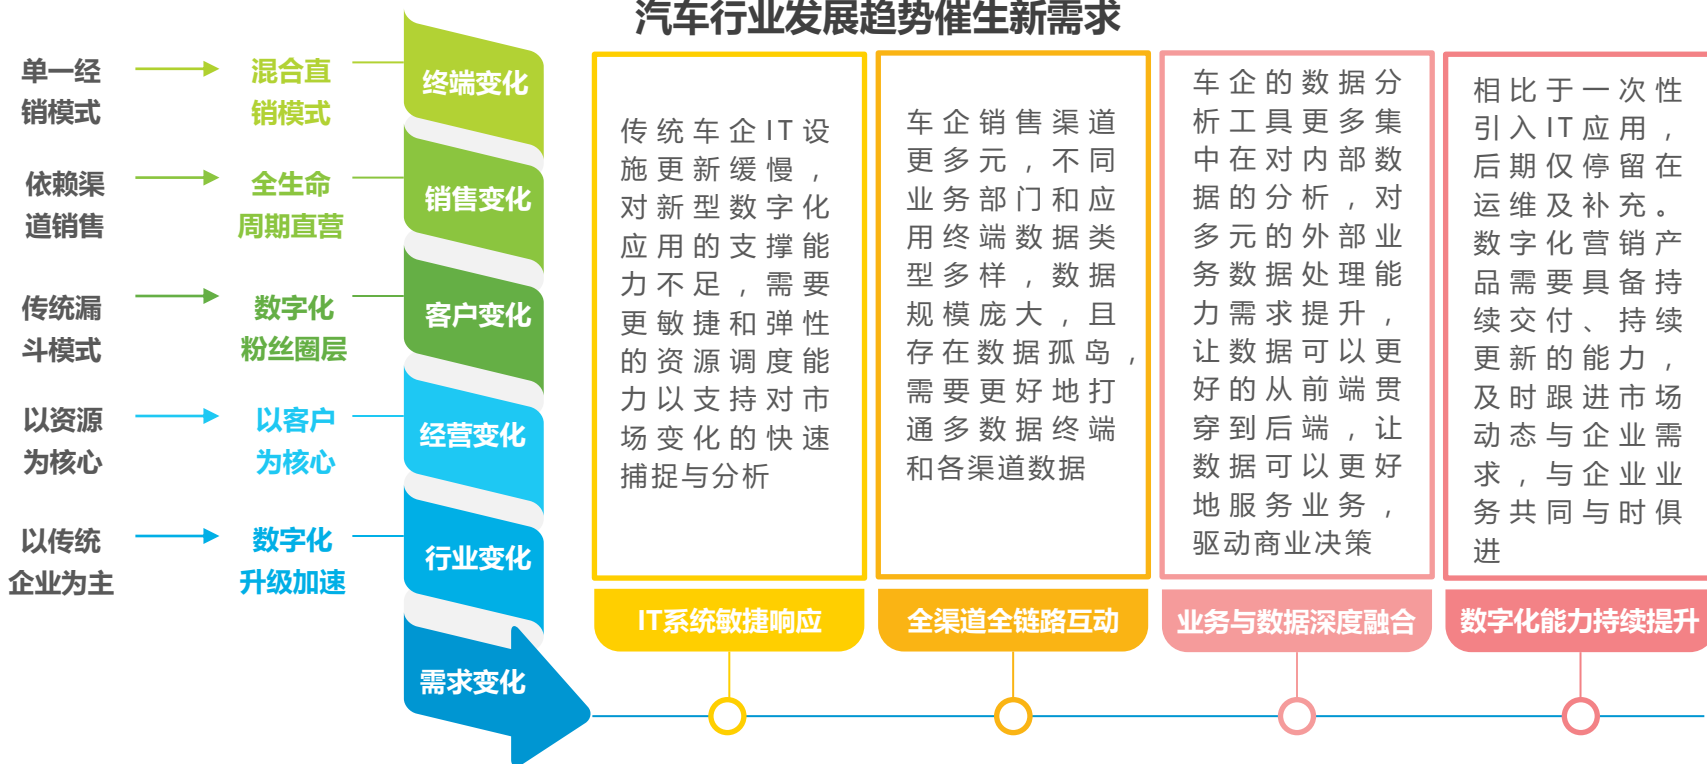 汽车行业发展趋势催生新需求
单一经
销模式
混合直
销模式
终端变化
依赖渠
道销售
全生命
周期直营
销售变化
传统漏
斗模式
数字化
粉丝圈层
客户变化
以资源
为核心
以客户
为核心
经营变化
以传统
企业为主
数字化
升级加速
行业变化
需求变化
传统车企IT设
施更新缓慢，
对新型数字化
应用的支撑能
力不足，需要
更敏捷和弹性
的资源调度能
力以支持对市
场变化的快速
捕捉与分析
IT系统敏捷响应
车企销售渠道
更多元，不同
业务部门和应
用终端数据类
型多样，数据
规模庞大，且
存在数据孤岛，
需要更好地打
通多数据终端
和各渠道数据
全渠道全链路互动
车企的数据分
析工具更多集
中在对内部数
据的分析，对
多元的外部业
务数据处理能
力需求提升，
让数据可以更
好的从前端贯
穿到后端，让
数据可以更好
地服务业务，
驱动商业决策
业务与数据深度融合
相比于一次性
引入IT应用，
后期仅停留在
运维及补充。
数字化营销产
品需要具备持
续交付、持续
更新的能力，
及时跟进市场
动态与企业需
求，与企业业
务共同与时俱
进
数字化能力持续提升